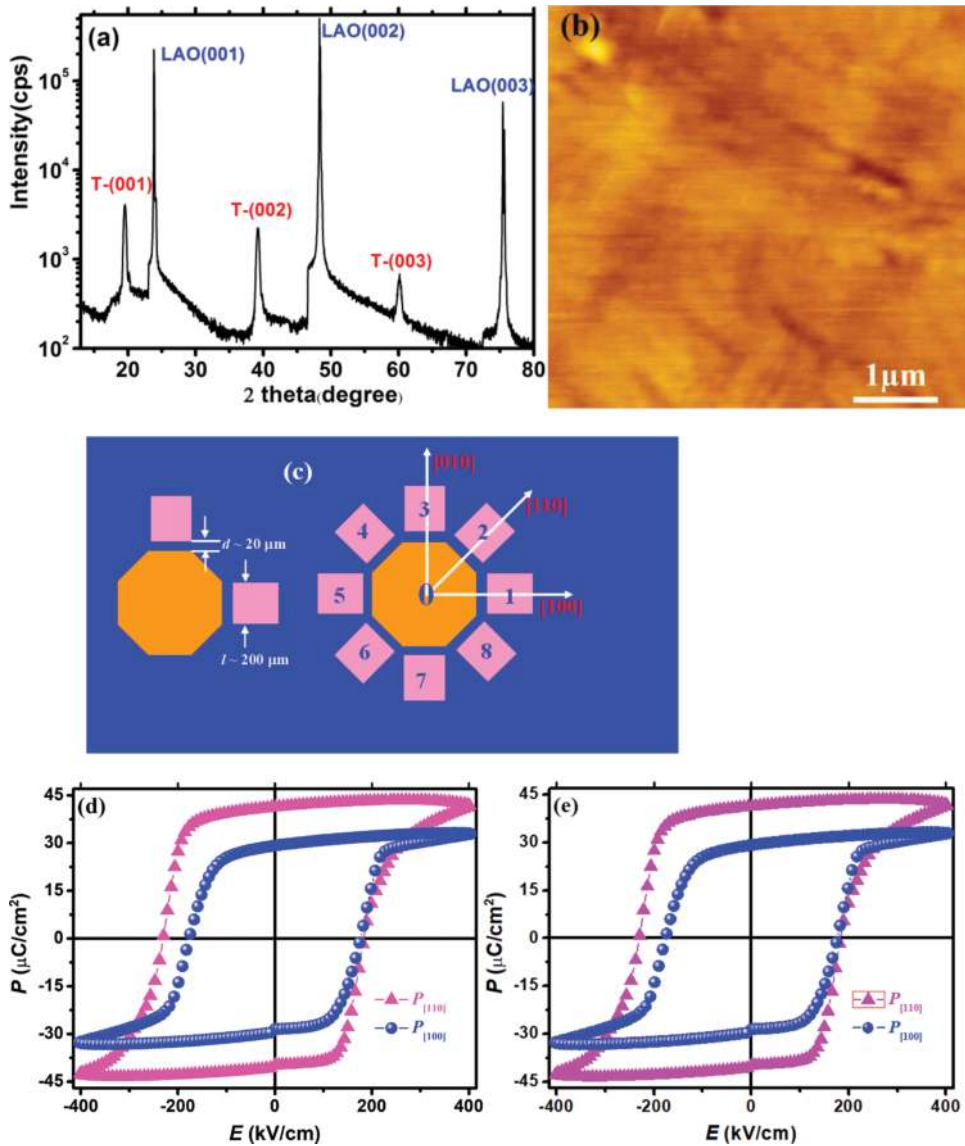 (a)
LAO(001)
LAO(002)
LAO(003)
T-(001)
T-(002)
T-(003)
Intensity(cps)
10^5
10^4
10^3
10^2
20 30 40 50 60 70 80
2 theta(degree)
(b)
1μm
(c)
d ~ 20 μm
l ~ 200 μm
[010]
[110]
[100]
0
1
2
3
4
5
6
7
8
(d)
P (μC/cm²)
45
30
15
0
-15
-30
-45
P[110]
P[100]
-400 -200 0 200 400
E (kV/cm)
(e)
P (μC/cm²)
45
30
15
0
-15
-30
-45
P[110]
P[100]
-400 -200 0 200 400
E (kV/cm)